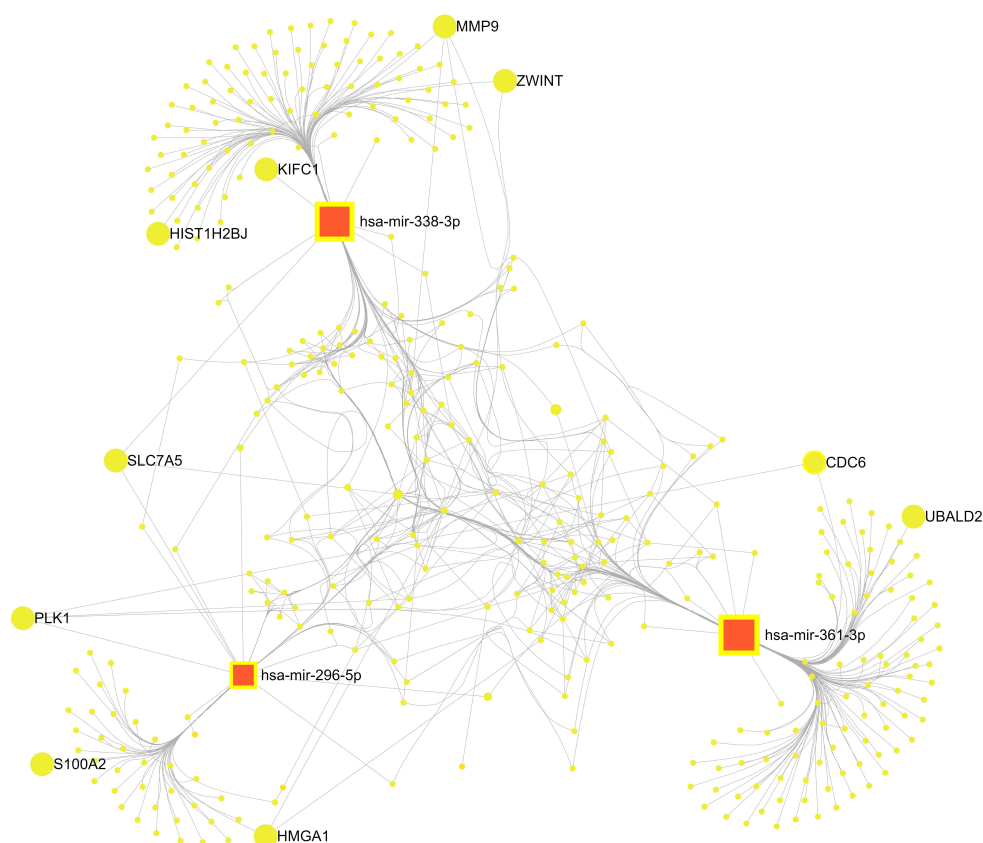 MMP9
ZWINT
KIFC1
hsa-mir-338-3p
HIST1H2BJ
SLC7A5
CDC6
UBALD2
PLK1
hsa-mir-361-3p
hsa-mir-296-5p
S100A2
HMGA1